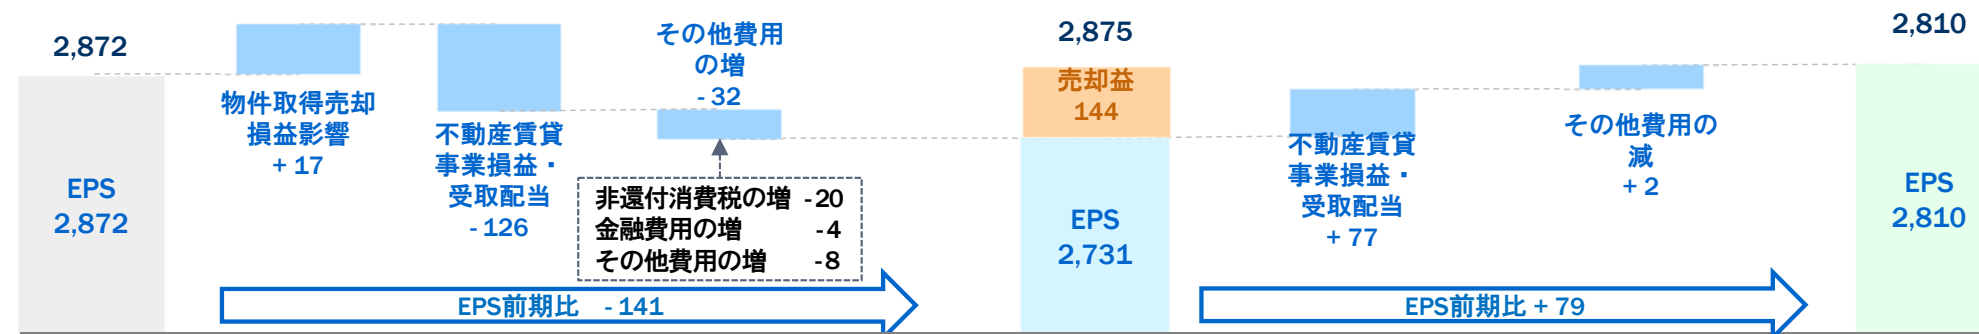 2,872
EPS
2,872
物件取得売却
損益影響
+ 17
不動産賃貸
事業損益・
受取配当
- 126
その他費用
の増
- 32
非還付消費税の増 -20
金融費用の増 -4
その他費用の増 -8
EPS前期比 - 141
2,875
売却益
144
EPS
2,731
不動産賃貸
事業損益・
受取配当
+ 77
その他費用の
減
+ 2
EPS前期比 + 79
2,810
EPS
2,810